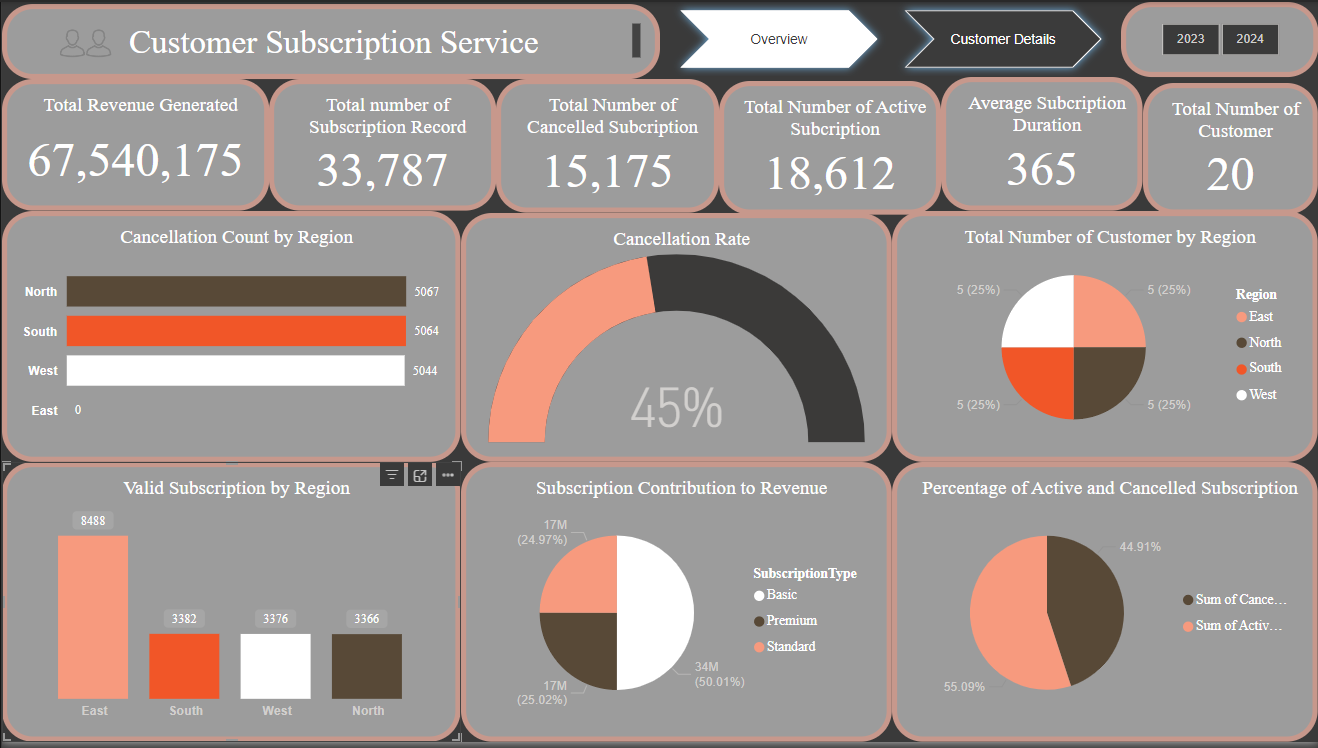 Customer Subscription Service
Overview
Customer Details
2023
2024
Total Revenue Generated
67,540,175
Total number of
Subscription Record
33,787
Total Number of
Cancelled Subcription
15,175
Total Number of Active
Subcription
18,612
Average Subcription
Duration
365
Total Number of
Customer
20
Cancellation Count by Region
North
5067
South
5064
West
5044
East
0
Cancellation Rate
45%
Total Number of Customer by Region
5 (25%)
5 (25%)
5 (25%)
5 (25%)
Region
East
North
South
West
Valid Subscription by Region
8488
3382
3376
3366
East
South
West
North
Subscription Contribution to Revenue
17M
(24.97%)
17M
(25.02%)
34M
(50.01%)
SubscriptionType
Basic
Premium
Standard
Percentage of Active and Cancelled Subscription
44.91%
55.09%
Sum of Cance...
Sum of Activ...